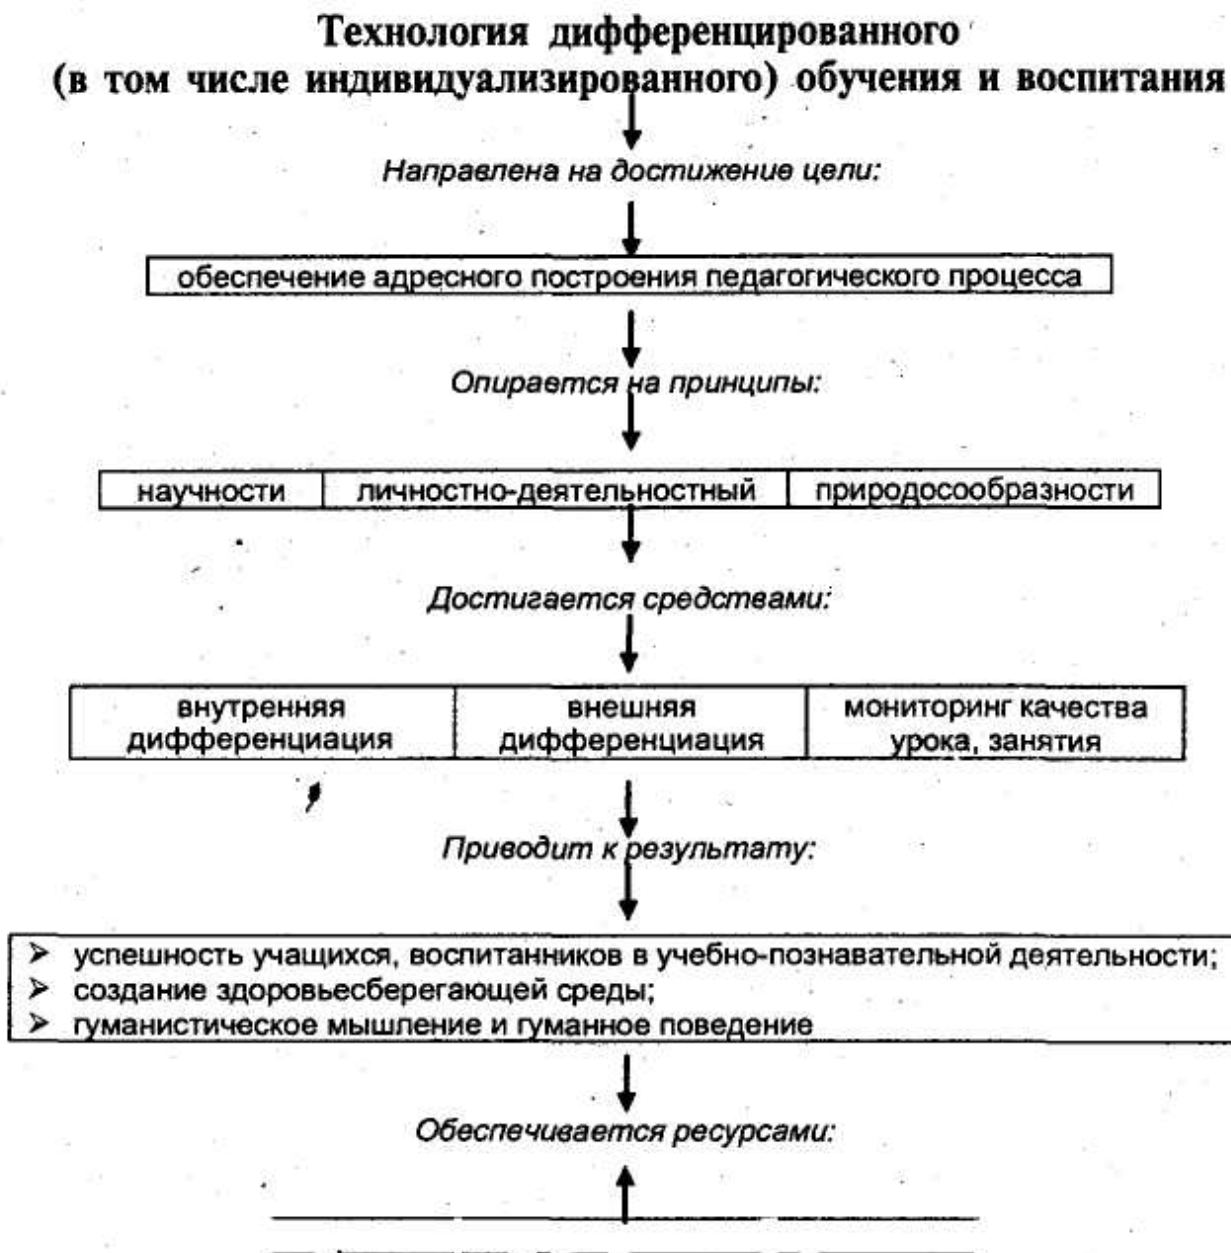 Технология дифференцированного
(в том числе индивидуализированного) обучения и воспитания
Направлена на достижение цели:
обеспечение адресного построения педагогического процесса
Опирается на принципы:
научности личностно-деятельностный природосообразности
Достигается средствами:
внутренняя дифференциация
внешняя дифференциация
мониторинг качества урока, занятия
Приводит к результату:
➢ успешность учащихся, воспитанников в учебно-познавательной деятельности;
➢ создание здоровьесберегающей среды;
➢ гуманистическое мышление и гуманное поведение
Обеспечивается ресурсами: